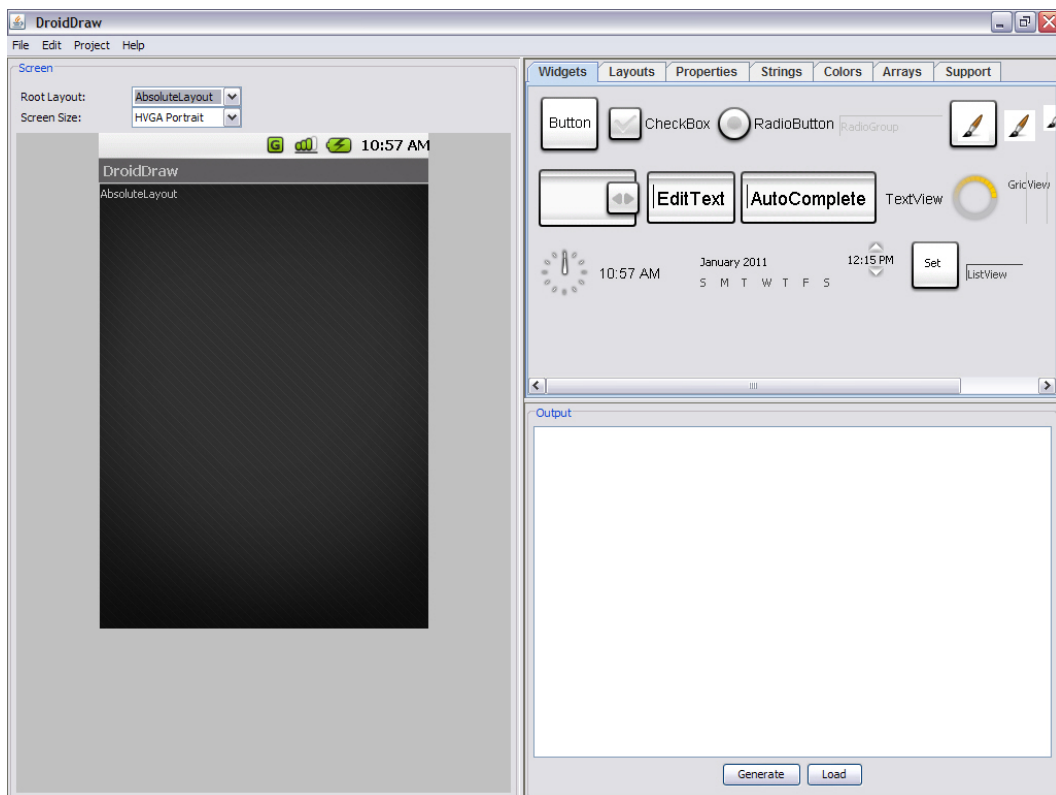 DroidDraw
File Edit Project Help
Screen
Root Layout: AbsoluteLayout
Screen Size: HVGA Portrait
G 10:57 AM
DroidDraw
AbsoluteLayout
Widgets Layouts Properties Strings Colors Arrays Support
Button CheckBox RadioButton RadioGroup
EditText AutoComplete TextView GridView
10:57 AM January 2011 12:15 PM Set ListView
S M T W T F S
Output
Generate Load